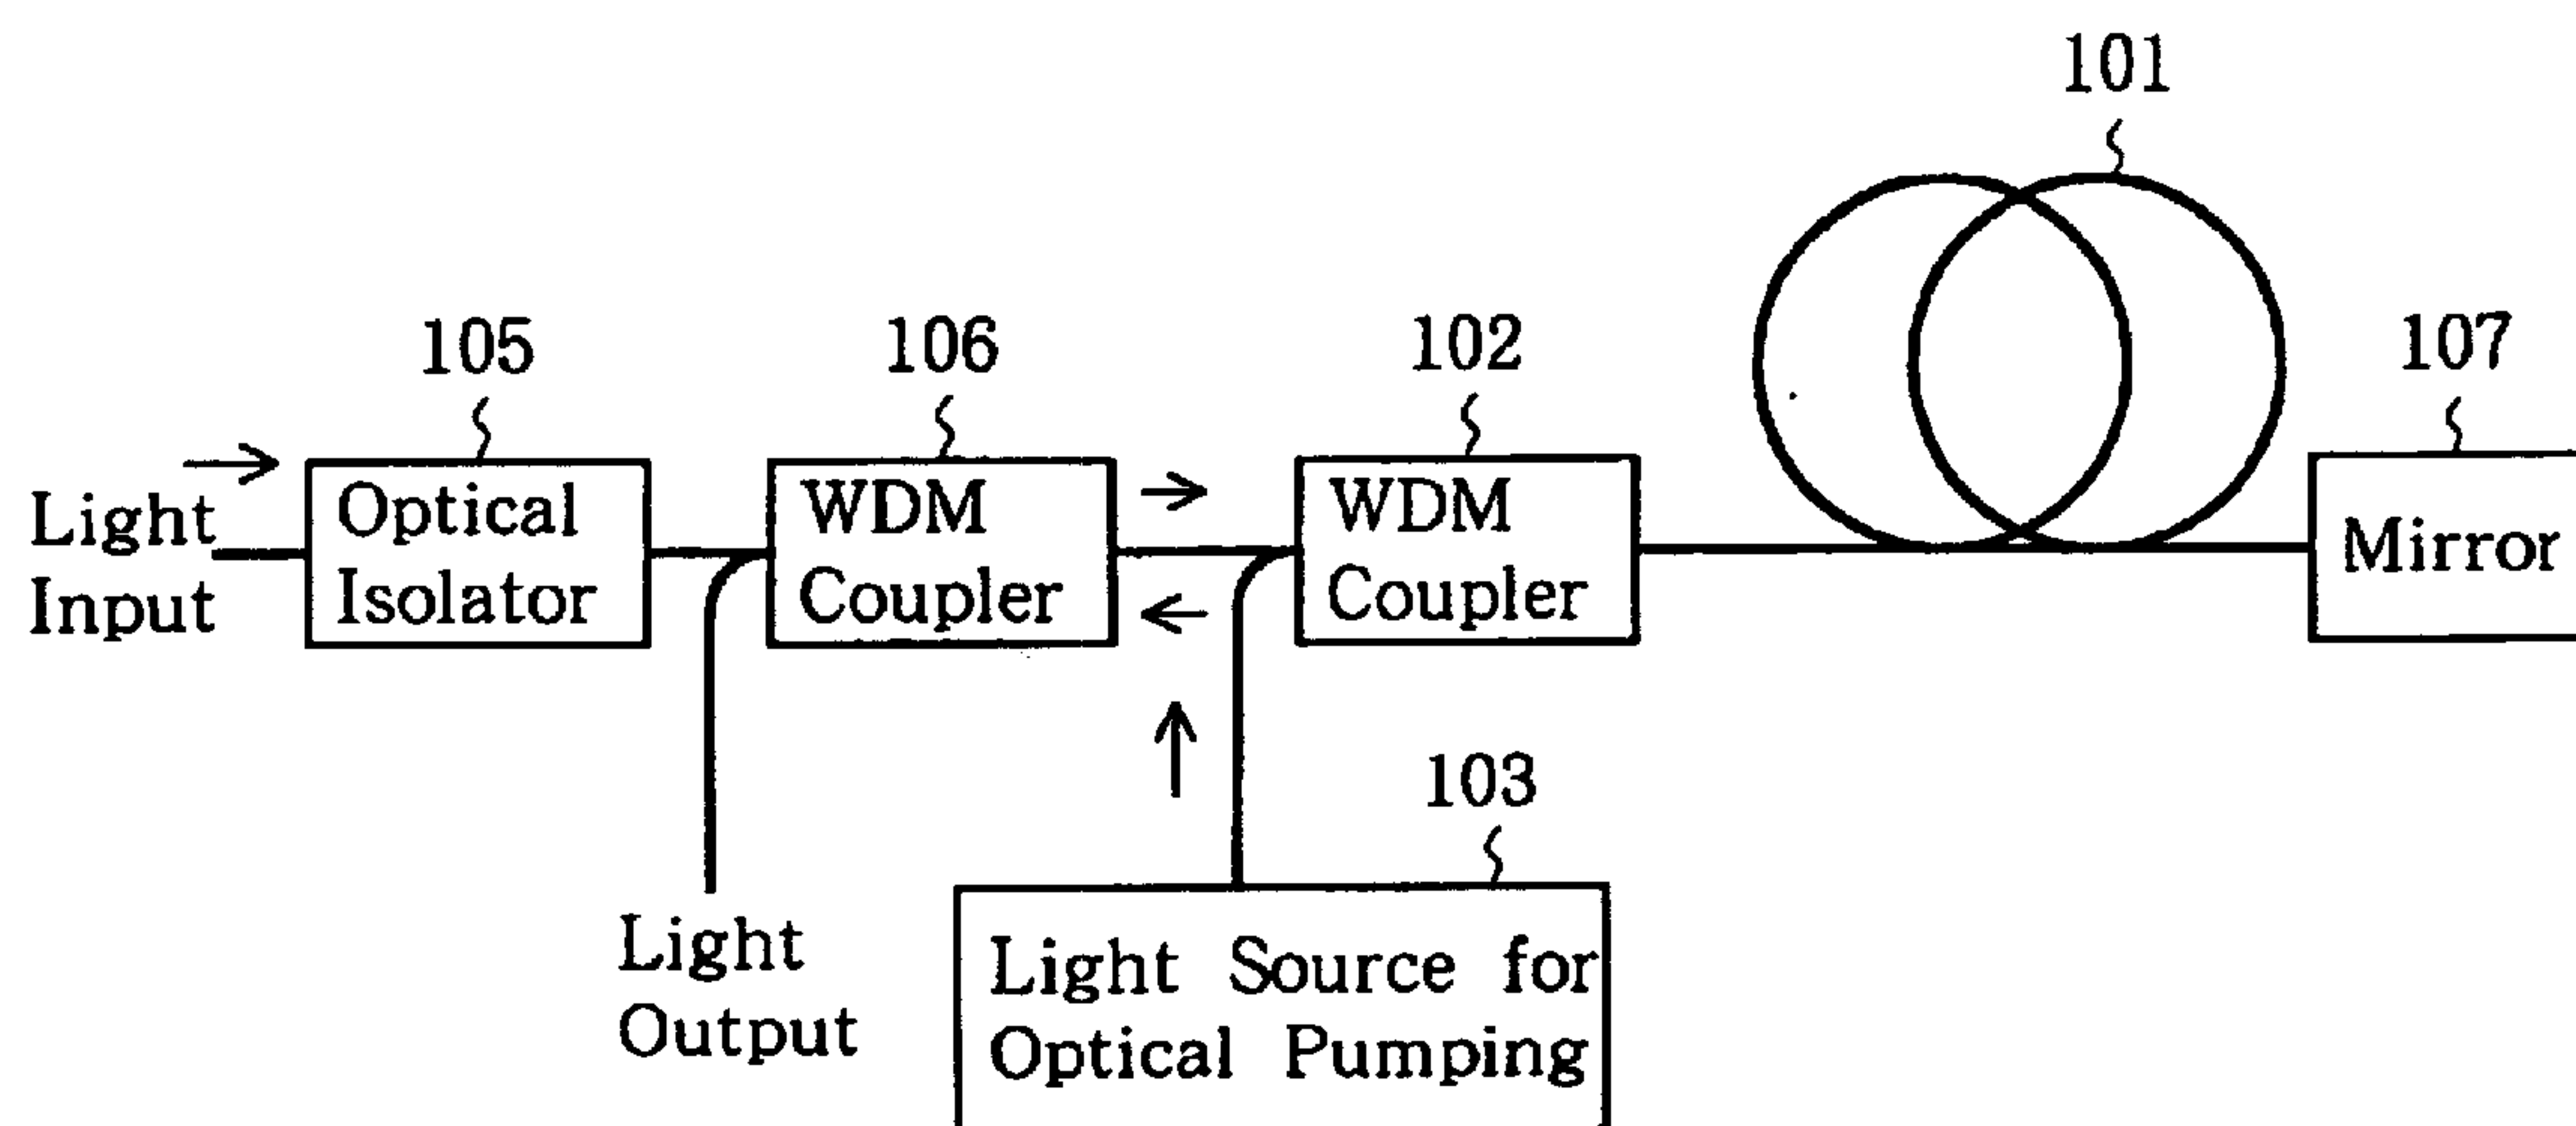 101
105
106
102
107
Light
Input
Optical
Isolator
WDM
Coupler
WDM
Coupler
Mirror
103
Light
Output
Light Source for
Optical Pumping